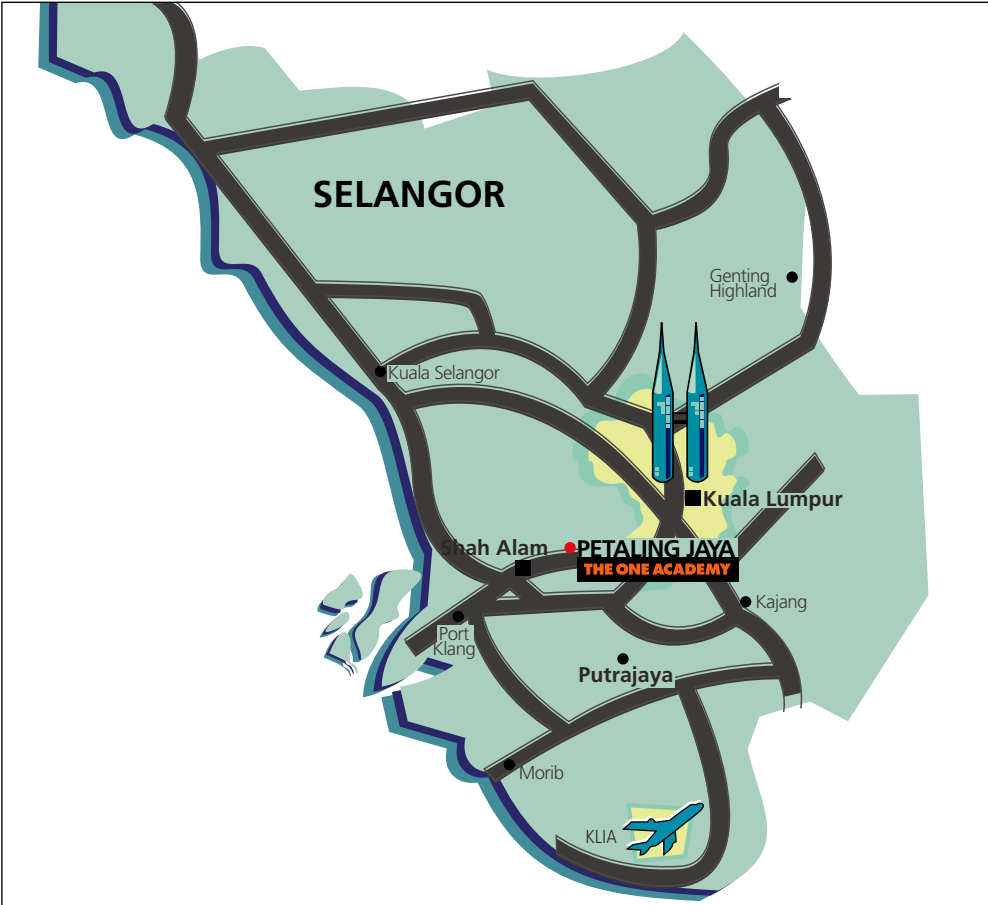 SELANGOR
Genting
Highland
Kuala Selangor
Kuala Lumpur
Shah Alam
PETALING JAYA
THE ONE ACADEMY
Kajang
Port
Klang
Putrajaya
Morib
KLIA